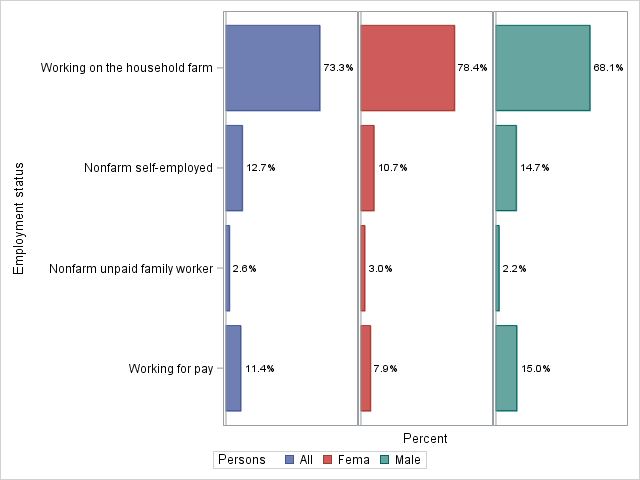 Working on the household farm 73.3% 78.4% 68.1%
Nonfarm self-employed 12.7% 10.7% 14.7%
Employment status
Nonfarm unpaid family worker 2.6% 3.0% 2.2%
Working for pay 11.4% 7.9% 15.0%
Percent
Persons All Fema Male